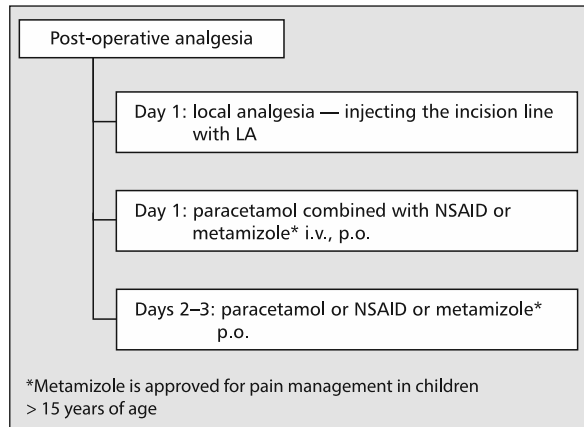 Post-operative analgesia
Day 1: local analgesia — injecting the incision line
with LA
Day 1: paracetamol combined with NSAID or
metamizole* i.v., p.o.
Days 2–3: paracetamol or NSAID or metamizole*
p.o.
*Metamizole is approved for pain management in children
> 15 years of age